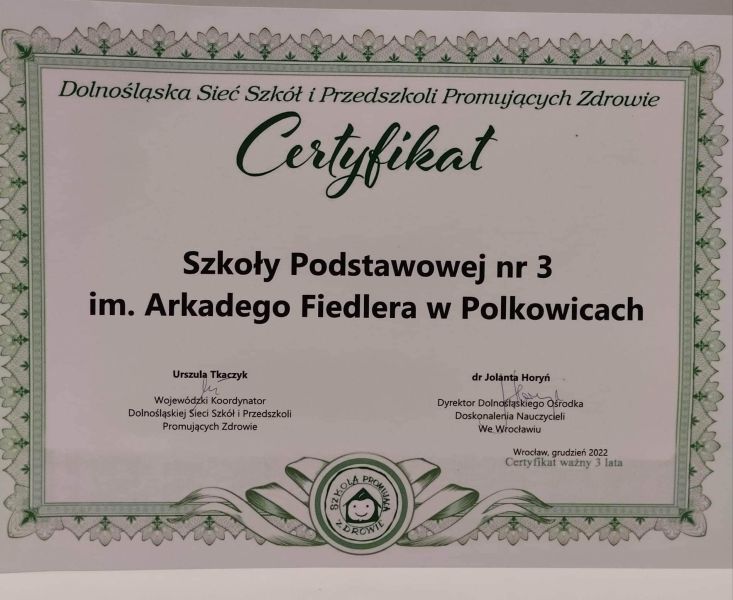 Dolnośląska Sieć Szkół i Przedszkoli Promujących Zdrowie
Certyfikat
Szkoły Podstawowej nr 3
im. Arkadego Fiedlera w Polkowicach
Urszula Tkaczyk
Wojewódzki Koordynator
Dolnośląskiej Sieci Szkół i Przedszkoli
Promujących Zdrowie
dr Jolanta Horyń
Dyrektor Dolnośląskiego Ośrodka
Doskonalenia Nauczycieli
We Wrocławiu
Wrocław, grudzień 2022
Certyfikat ważny 3 lata
SZKOŁA PROMUJĄCA
ZDROWIE